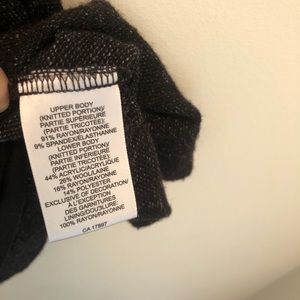 UPPER BODY
(KNITTED PORTION)/
PARTIE SUPÉRIEURE
(PARTIE TRICOTÉE):
91% RAYON/RAYONNE
9% SPANDEX/ÉLASTHANNE
LOWER BODY
(KNITTED PORTION)/
PARTIE INFÉRIEURE
(PARTIE TRICOTÉE):
44% ACRYLIC/ACRYLIQUE
26% WOOL/LAINE
16% RAYON/RAYONNE
14% POLYESTER
EXCLUSIVE OF DECORATION/
À L'EXCEPTION
DES GARNITURES
LINING/DOUBLURE:
100% RAYON/RAYONNE
CA 17897